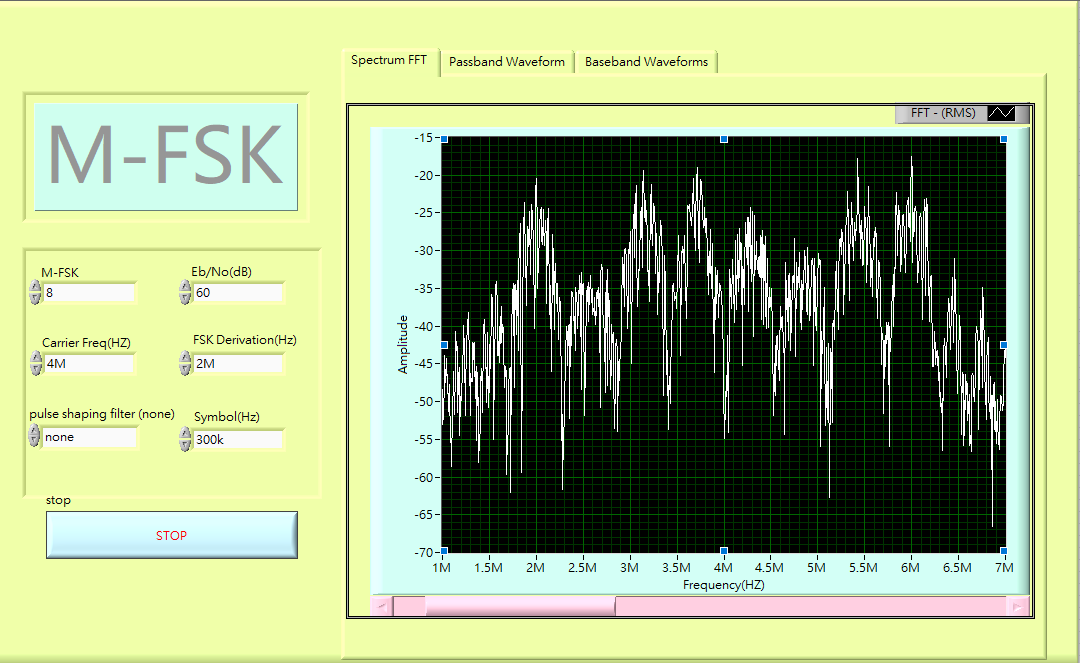 Spectrum FFT
Passband Waveform
Baseband Waveforms
M-FSK
M-FSK
8
Eb/No(dB)
60
Carrier Freq(HZ)
4M
FSK Derivation(Hz)
2M
pulse shaping filter (none)
none
Symbol(Hz)
300k
stop
STOP
FFT - (RMS)
Amplitude
-15
-20
-25
-30
-35
-40
-45
-50
-55
-60
-65
-70
1M 1.5M 2M 2.5M 3M 3.5M 4M 4.5M 5M 5.5M 6M 6.5M 7M
Frequency(HZ)